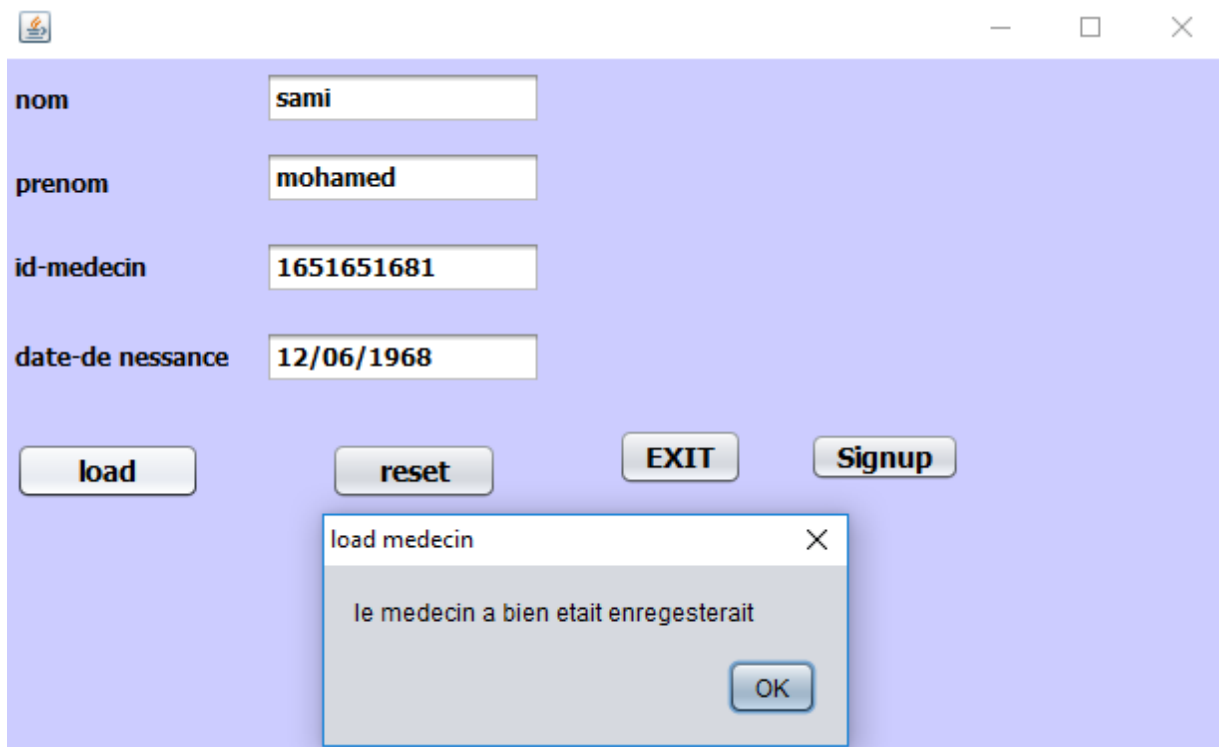 nom sami
prenom mohamed
id-medecin 1651651681
date-de nessance 12/06/1968
load reset EXIT Signup
load medecin
le medecin a bien etait enregesterait
OK